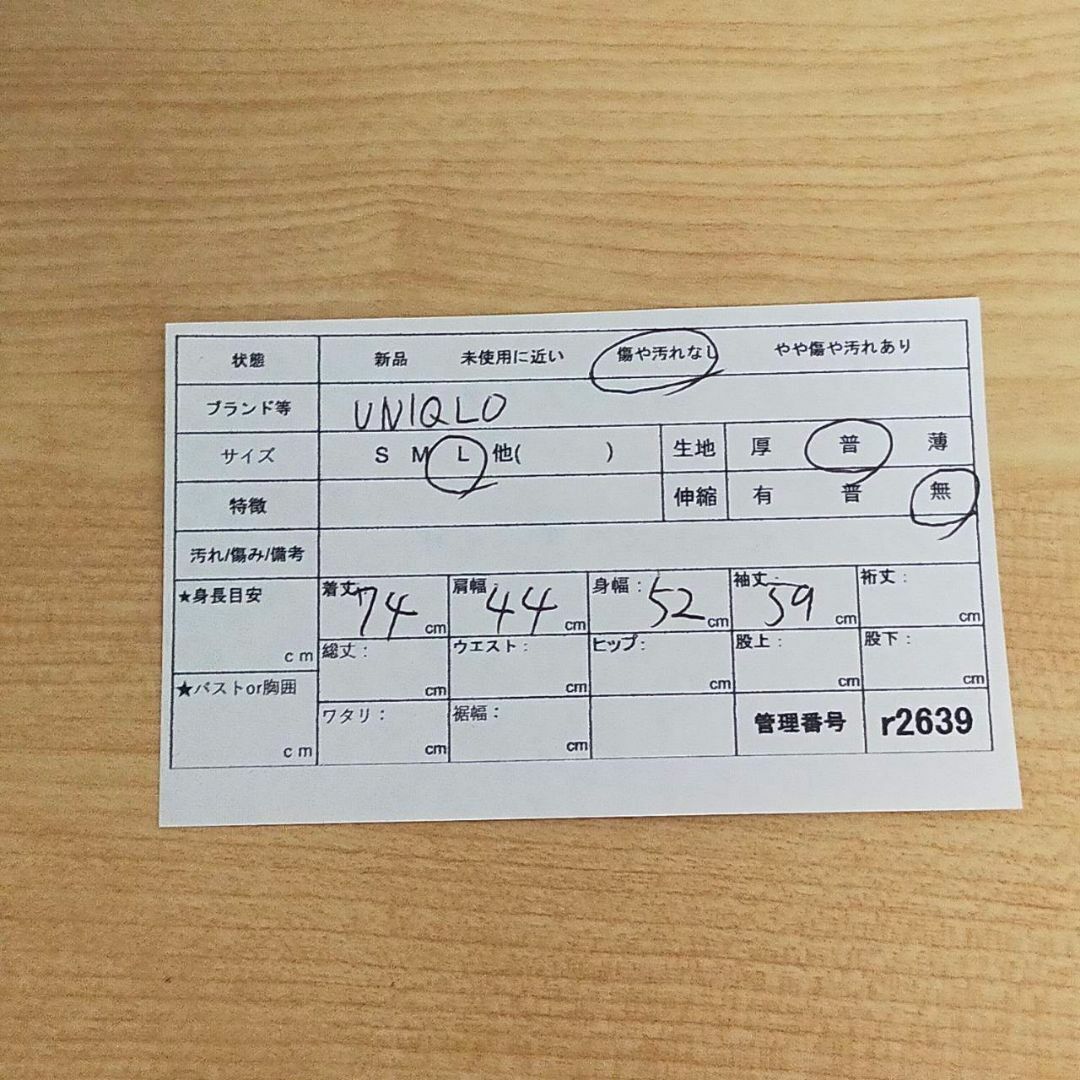 状態 新品 未使用に近い 傷や汚れなし やや傷や汚れあり
ブランド等 UNIQLO
サイズ S M L 他( ) 生地 厚 普 薄
特徴 伸縮 有 普 無
汚れ/傷み/備考
★身長目安 cm
着丈: 74 cm 肩幅: 44 cm 身幅: 52 cm 袖丈: 59 cm 裄丈: cm
総丈: cm ウエスト: cm ヒップ: cm 股上: cm 股下: cm
★バストor胸囲 cm
ワタリ: cm 裾幅: cm 管理番号 r2639